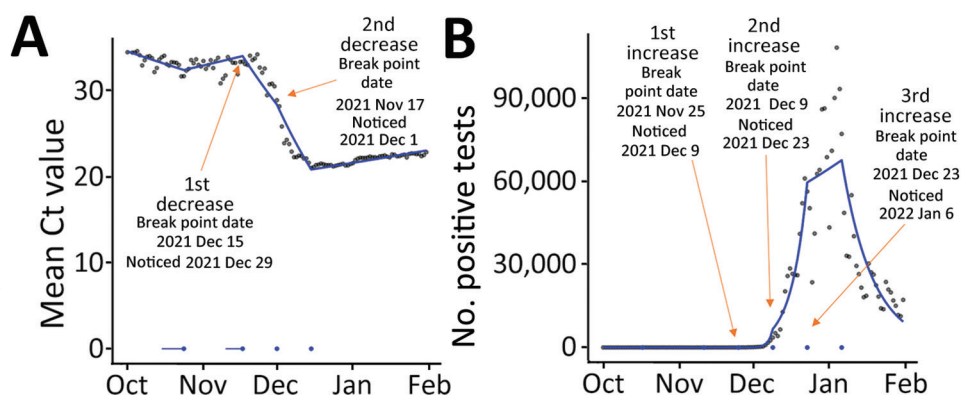 A
Mean Ct value
30
20
10
0
Oct
Nov
Dec
Jan
Feb
1st
decrease
Break point date
2021 Dec 15
Noticed 2021 Dec 29
2nd
decrease
Break point
date
2021 Nov 17
Noticed
2021 Dec 1
B
No. positive tests
90,000
60,000
30,000
0
Oct
Nov
Dec
Jan
Feb
1st
increase
Break
point date
2021 Nov 25
Noticed
2021 Dec 9
2nd
increase
Break point
date
2021 Dec 9
Noticed
2021 Dec 23
3rd
increase
Break point
date
2021 Dec 23
Noticed
2022 Jan 6